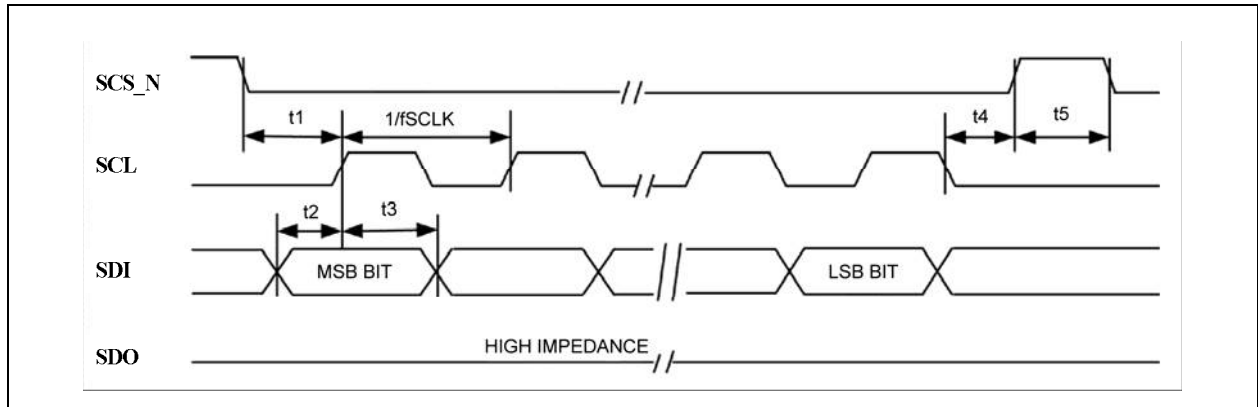 SCS_N
t1
1/fSCLK
t4
t5
SCL
t2
t3
SDI
MSB BIT
LSB BIT
SDO
HIGH IMPEDANCE